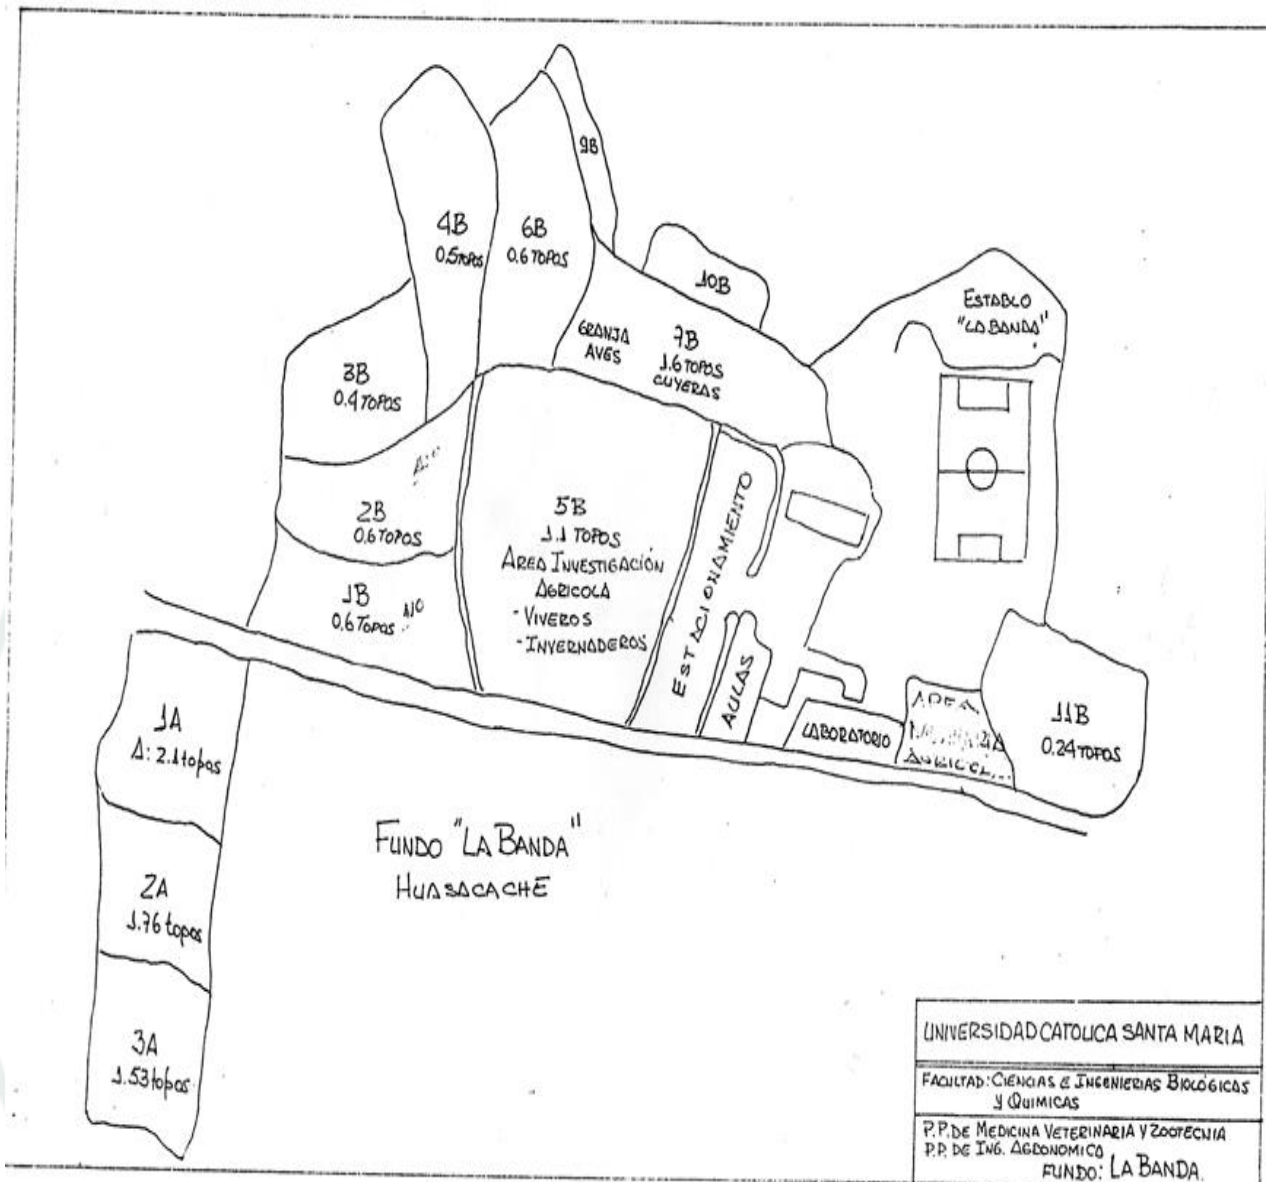 9B
4B
0.5 TOPOS
6B
0.6 TOPOS
10B
ESTABLO
"LA BANDA"
GRANJA
AVES
7B
1.6 TOPOS
CUYERAS
3B
0.4 TOPOS
2B
0.6 TOPOS
5B
1.1 TOPOS
AREA INVESTIGACIÓN
AGRICOLA
- VIVEROS
- INVERNADEROS
ESTACIONAMIENTO
1B
0.6 TOPOS
AULAS
LABORATORIO
AREA
11B
0.24 TOPOS
1A
A: 2.1 topos
2A
1.76 topos
3A
1.53 topos
FUNDO "LA BANDA"
HUASACACHE
UNIVERSIDAD CATOLICA SANTA MARIA
FACULTAD: CIENCIAS E INGENIERIAS BIOLÓGICAS
Y QUIMICAS
P.P. DE MEDICINA VETERINARIA Y ZOOTECNIA
P.P. DE ING. AGRONOMICO
FUNDO: LA BANDA.